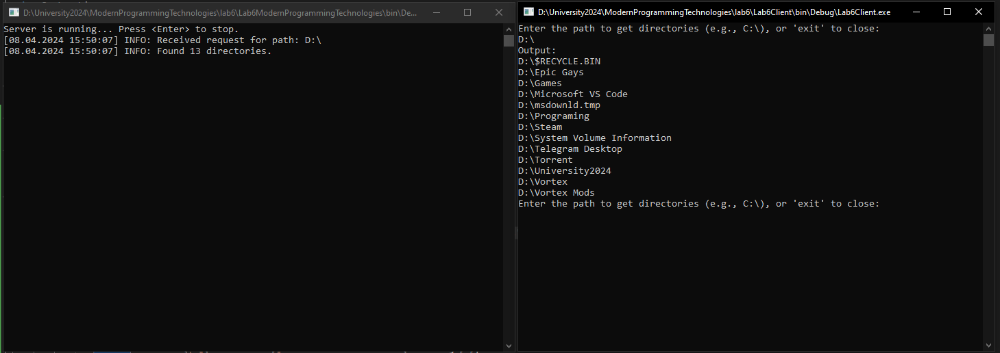 D:\University2024\ModernProgrammingTechnologies\lab6\Lab6ModernProgrammingTechnologies\bin\De...
Server is running... Press <Enter> to stop.
[08.04.2024 15:50:07] INFO: Received request for path: D:\
[08.04.2024 15:50:07] INFO: Found 13 directories.
D:\University2024\ModernProgrammingTechnologies\lab6\Lab6Client\bin\Debug\Lab6Client.exe
Enter the path to get directories (e.g., C:\), or 'exit' to close:
D:\
Output:
D:\$RECYCLE.BIN
D:\Epic Gays
D:\Games
D:\Microsoft VS Code
D:\msdownld.tmp
D:\Programing
D:\Steam
D:\System Volume Information
D:\Telegram Desktop
D:\Torrent
D:\University2024
D:\Vortex
D:\Vortex Mods
Enter the path to get directories (e.g., C:\), or 'exit' to close: